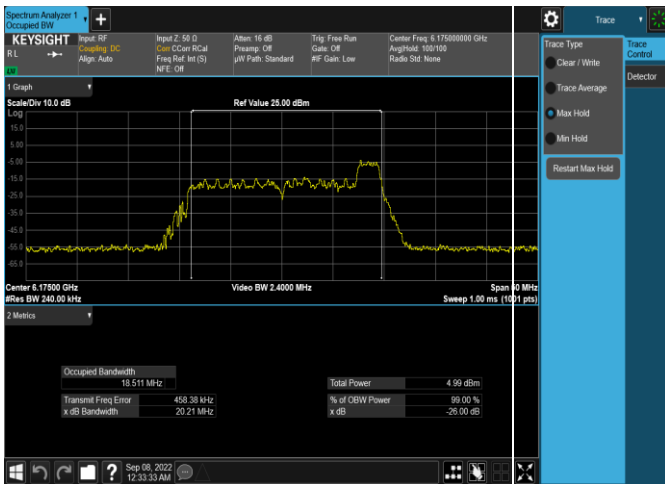 Spectrum Analyzer 1
Occupied BW
Trace
KEYSIGHT
R L
LV
Input: RF
Coupling: DC
Align: Auto
Input Z: 50 Ω
Corr CCorr RCal
Freq Ref: Int (S)
NFE: Off
Atten: 16 dB
Preamp: Off
µW Path: Standard
Trig: Free Run
Gate: Off
#IF Gain: Low
Center Freq: 6.175000000 GHz
Avg|Hold: 100/100
Radio Std: None
Trace Type
Clear / Write
Trace Average
Max Hold
Min Hold
Restart Max Hold
Trace
Control
Detector
1 Graph
Scale/Div 10.0 dB
Ref Value 25.00 dBm
Log
15.0
5.00
-5.00
-15.0
-25.0
-35.0
-45.0
-55.0
-65.0
Center 6.17500 GHz
Video BW 2.4000 MHz
Span 50 MHz
#Res BW 240.00 kHz
Sweep 1.00 ms (1001 pts)
2 Metrics
Occupied Bandwidth
18.511 MHz
Total Power 4.99 dBm
Transmit Freq Error 458.38 kHz
% of OBW Power 99.00 %
x dB Bandwidth 20.21 MHz
x dB -26.00 dB
Sep 08, 2022
12:33:33 AM